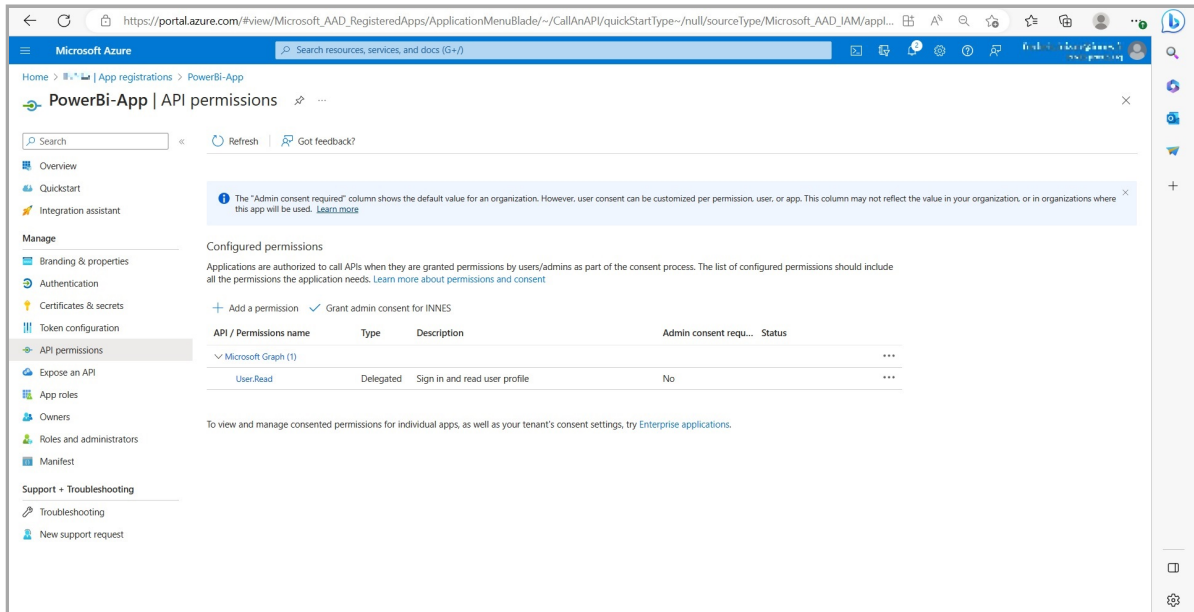 https://portal.azure.com/#view/Microsoft_AAD_RegisteredApps/ApplicationMenuBlade/~/CallAnAPI/quickStartType~/null/sourceType/Microsoft_AAD_IAM/appI...
Microsoft Azure
Search resources, services, and docs (G+/)
2
Home > | App registrations > PowerBi-App
PowerBi-App | API permissions
Search
Refresh
Got feedback?
Overview
Quickstart
Integration assistant
The "Admin consent required" column shows the default value for an organization. However, user consent can be customized per permission, user, or app. This column may not reflect the value in your organization, or in organizations where
this app will be used. Learn more
Manage
Branding & properties
Authentication
Certificates & secrets
Token configuration
API permissions
Expose an API
App roles
Owners
Roles and administrators
Manifest
Support + Troubleshooting
Troubleshooting
New support request
Configured permissions
Applications are authorized to call APIs when they are granted permissions by users/admins as part of the consent process. The list of configured permissions should include
all the permissions the application needs. Learn more about permissions and consent
Add a permission
Grant admin consent for INNES
API / Permissions name Type Description Admin consent requ... Status
Microsoft Graph (1)
User.Read Delegated Sign in and read user profile No
To view and manage consented permissions for individual apps, as well as your tenant's consent settings, try Enterprise applications.